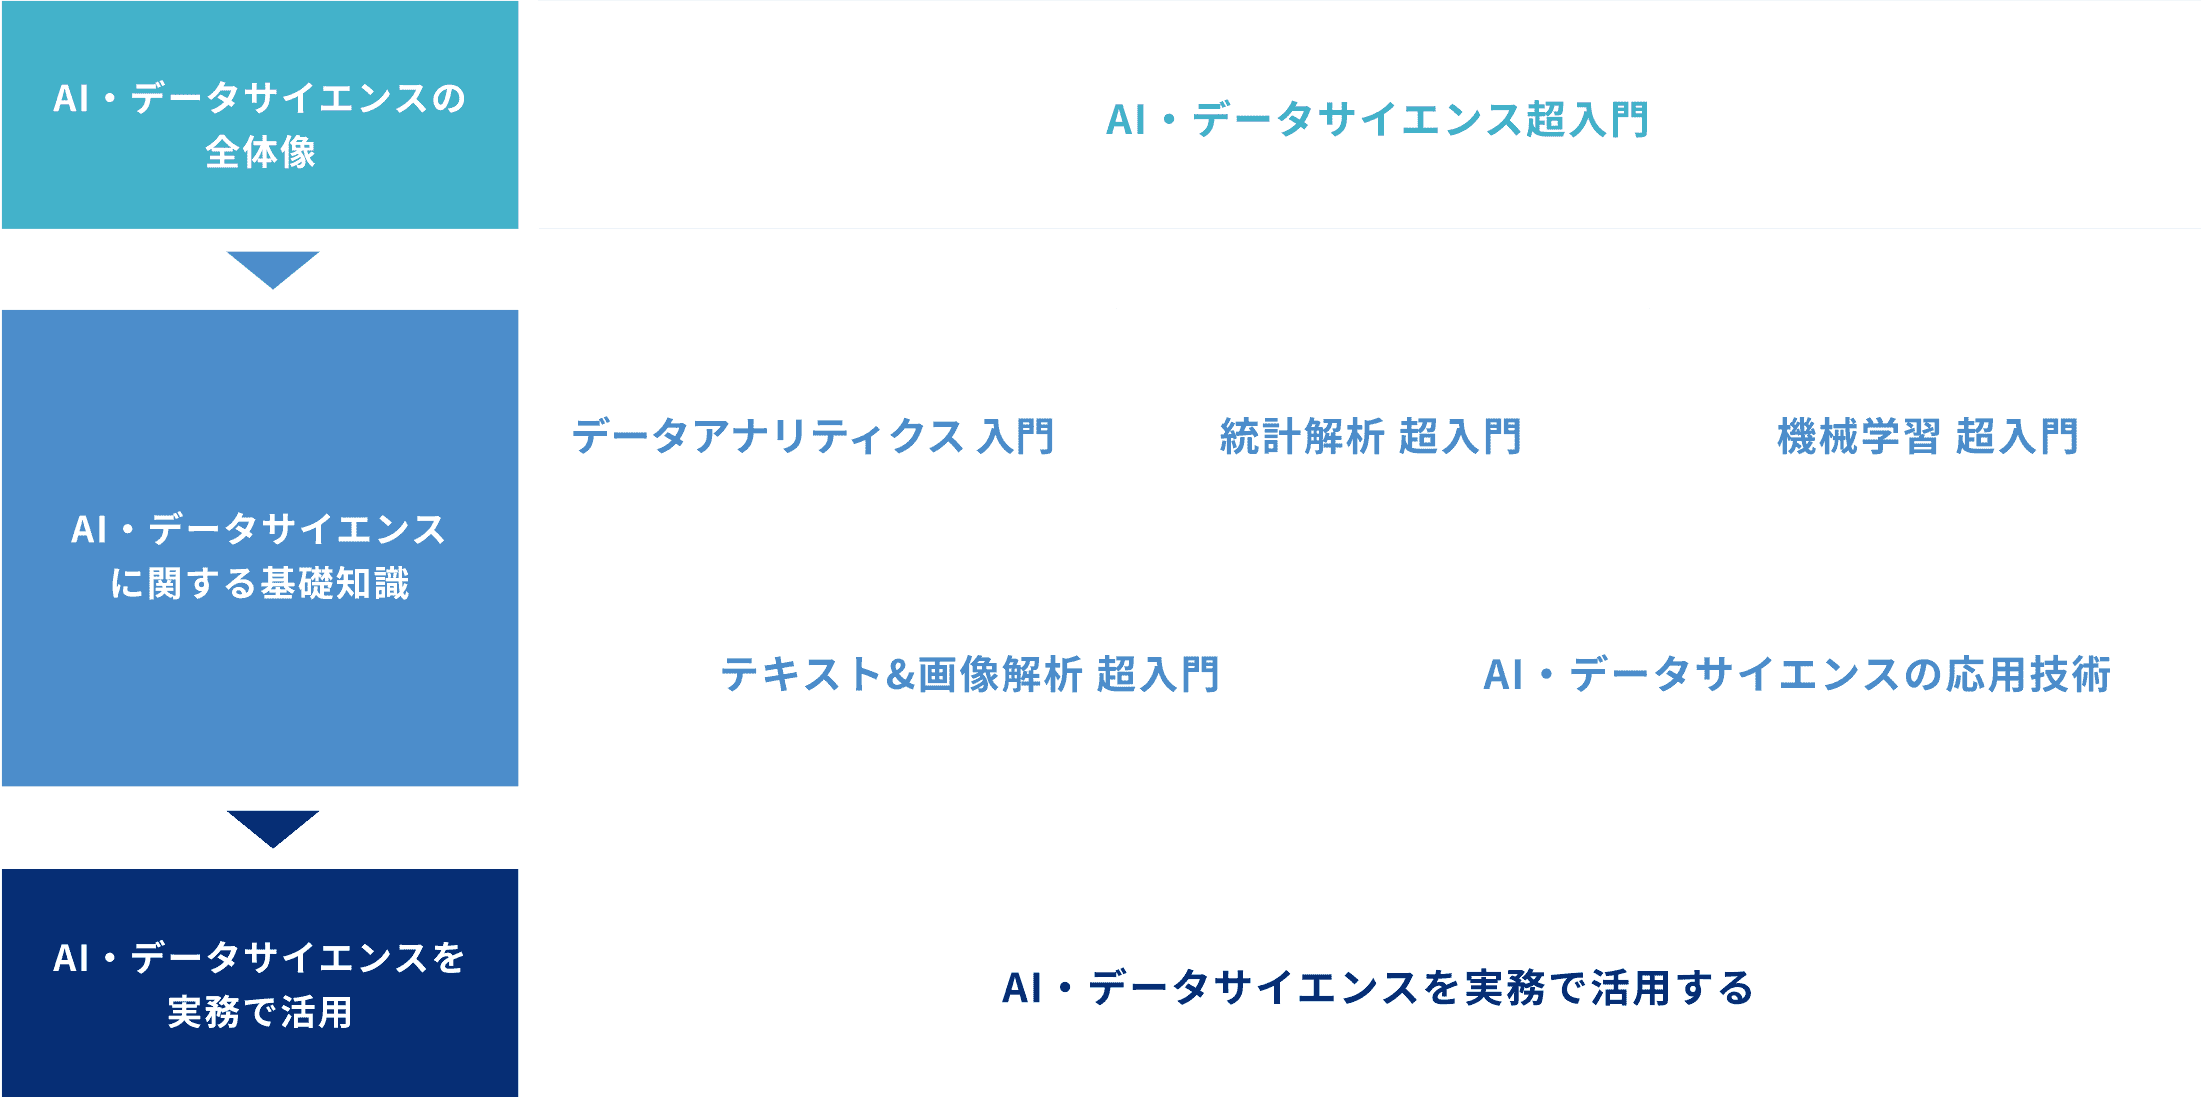 AI・データサイエンスの
全体像
AI・データサイエンス超入門
AI・データサイエンス
に関する基礎知識
データアナリティクス 入門
統計解析 超入門
機械学習 超入門
テキスト&画像解析 超入門
AI・データサイエンスの応用技術
AI・データサイエンスを
実務で活用
AI・データサイエンスを実務で活用する